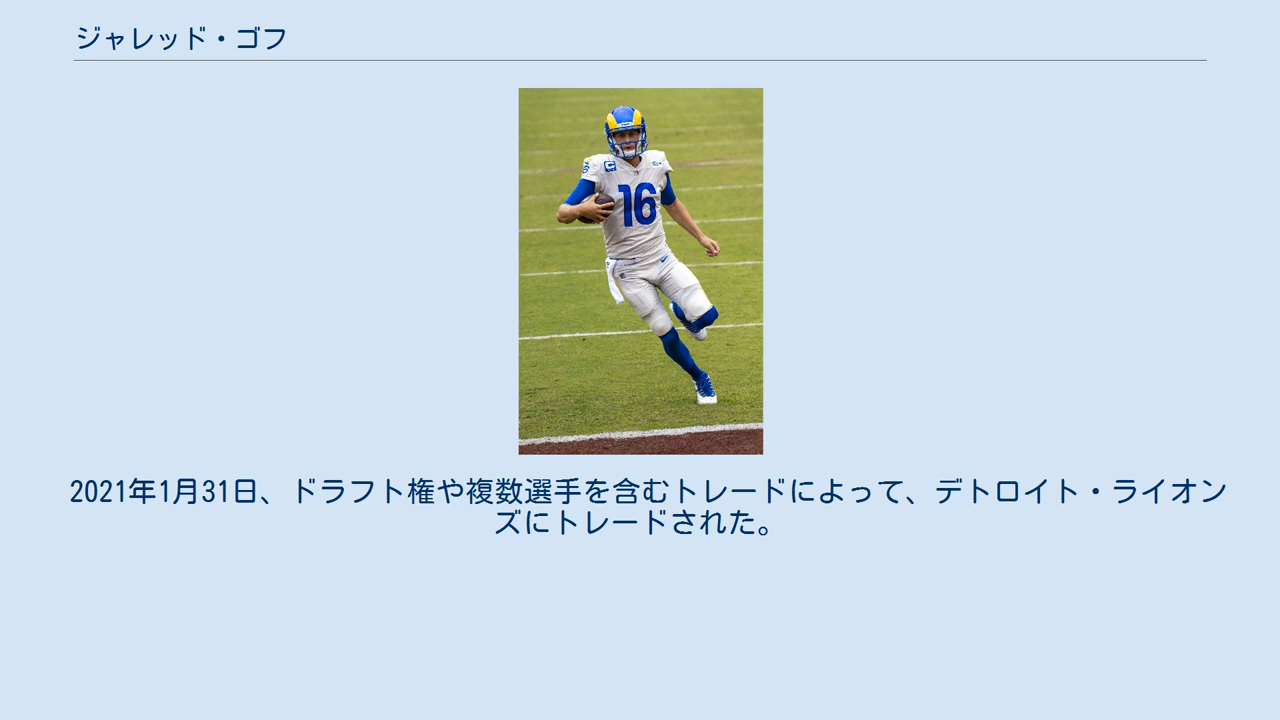 ジャレッド・ゴフ
16
2021年1月31日、ドラフト権や複数選手を含むトレードによって、デトロイト・ライオン
ズにトレードされた。